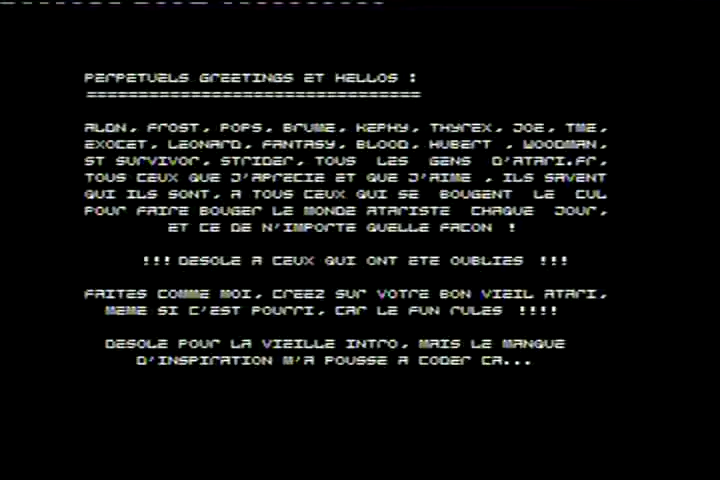 PERPETUELS GREETINGS ET HELLOS :
================================
ALDN, FROST, POPS, BRUME, KEPHY, THYREX, JOE, TME,
EXOCET, LEONARD, FANTASY, BLOOD, HUBERT , WOODMAN,
ST SURVIVOR, STRIDER, TOUS LES GENS D'ATARI.FR,
TOUS CEUX QUE J'APRECIE ET QUE J'AIME , ILS SAVENT
QUI ILS SONT, A TOUS CEUX QUI SE BOUGENT LE CUL
POUR FAIRE BOUGER LE MONDE ATARISTE CHAQUE JOUR,
ET CE DE N'IMPORTE QUELLE FACON !
!!! DESOLE A CEUX QUI ONT ETE OUBLIES !!!
FAITES COMME MOI, CREEZ SUR VOTRE BON VIEIL ATARI,
MEME SI C'EST POURRI, CAR LE FUN RULES !!!!
DESOLE POUR LA VIEILLE INTRO, MAIS LE MANQUE
D'INSPIRATION M'A POUSSE A CODER CA...